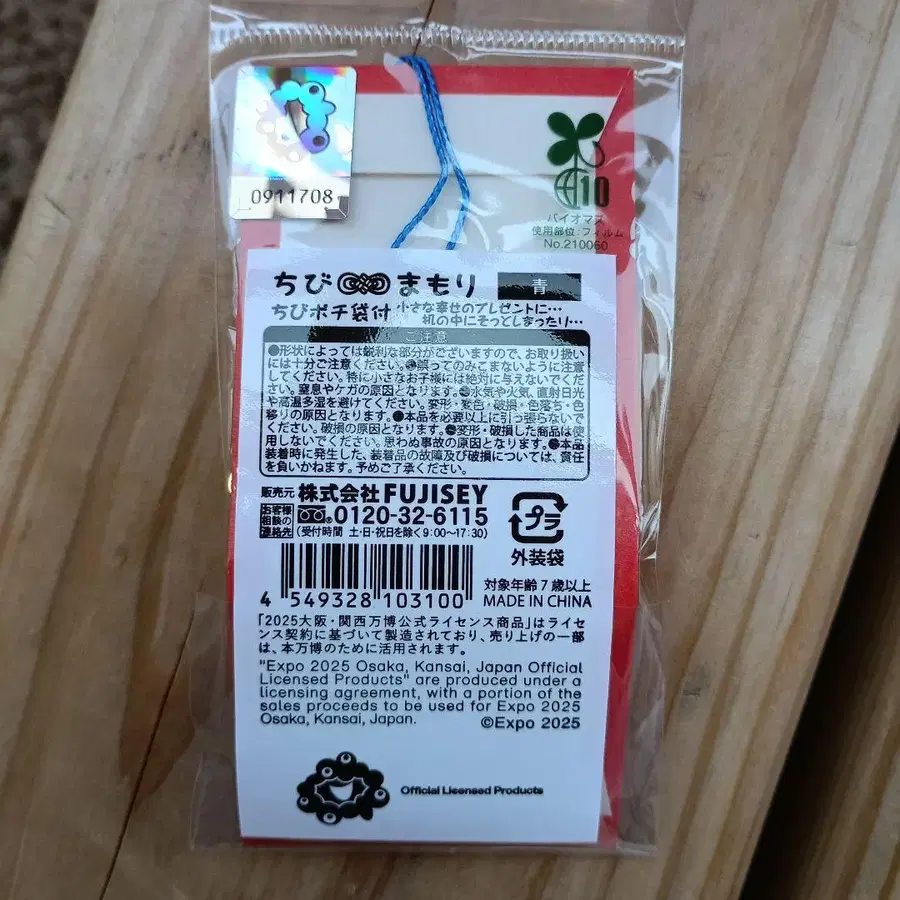 0911708
10
バイオマス
使用部位:フィルム
No.210060
ちび まもり 青
ちびポチ袋付 小さな幸せのプレゼントに…
机の中にそっとしまったり…
ご注意
●形状によっては鋭利な部分がございますので、お取り扱い
には十分ご注意ください。●誤ってのみこまないように注意
してください。特に小さなお子様には絶対に与えないでくだ
さい。窒息やケガの原因となります。●水気や火気、直射日光
や高温多湿を避けてください。変形・変色・破損・色落ち・色
移りの原因となります。●本品を必要以上に引っ張らないで
ください。破損の原因となります。●変形・破損した商品は使
用しないでください。思わぬ事故の原因となります。●本品
装着時に発生した、装着品の故障及び破損については、責任
を負いかねます。予めご了承ください。
販売元 株式会社FUJISEY
お客様
相談の
連絡先
0120-32-6115
(受付時間 土・日・祝日を除く9:00〜17:30)
プラ
外装袋
4 549328 103100
対象年齢7歳以上
MADE IN CHINA
「2025大阪・関西万博公式ライセンス商品」はライセ
ンス契約に基づいて製造されており、売り上げの一部
は、本万博のために活用されます。
"Expo 2025 Osaka, Kansai, Japan Official
Licensed Products" are produced under a
licensing agreement, with a portion of the
sales proceeds to be used for Expo 2025
Osaka, Kansai, Japan. ©Expo 2025
Official Licensed Products